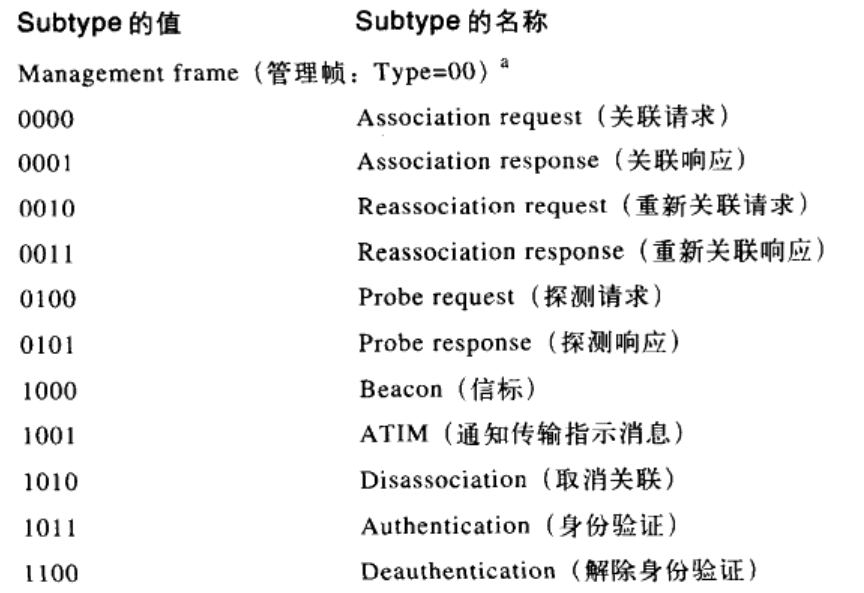 Subtype 的值 Subtype 的名称
Management frame（管理帧：Type=00）a
0000 Association request（关联请求）
0001 Association response（关联响应）
0010 Reassociation request（重新关联请求）
0011 Reassociation response（重新关联响应）
0100 Probe request（探测请求）
0101 Probe response（探测响应）
1000 Beacon（信标）
1001 ATIM（通知传输指示消息）
1010 Disassociation（取消关联）
1011 Authentication（身份验证）
1100 Deauthentication（解除身份验证）